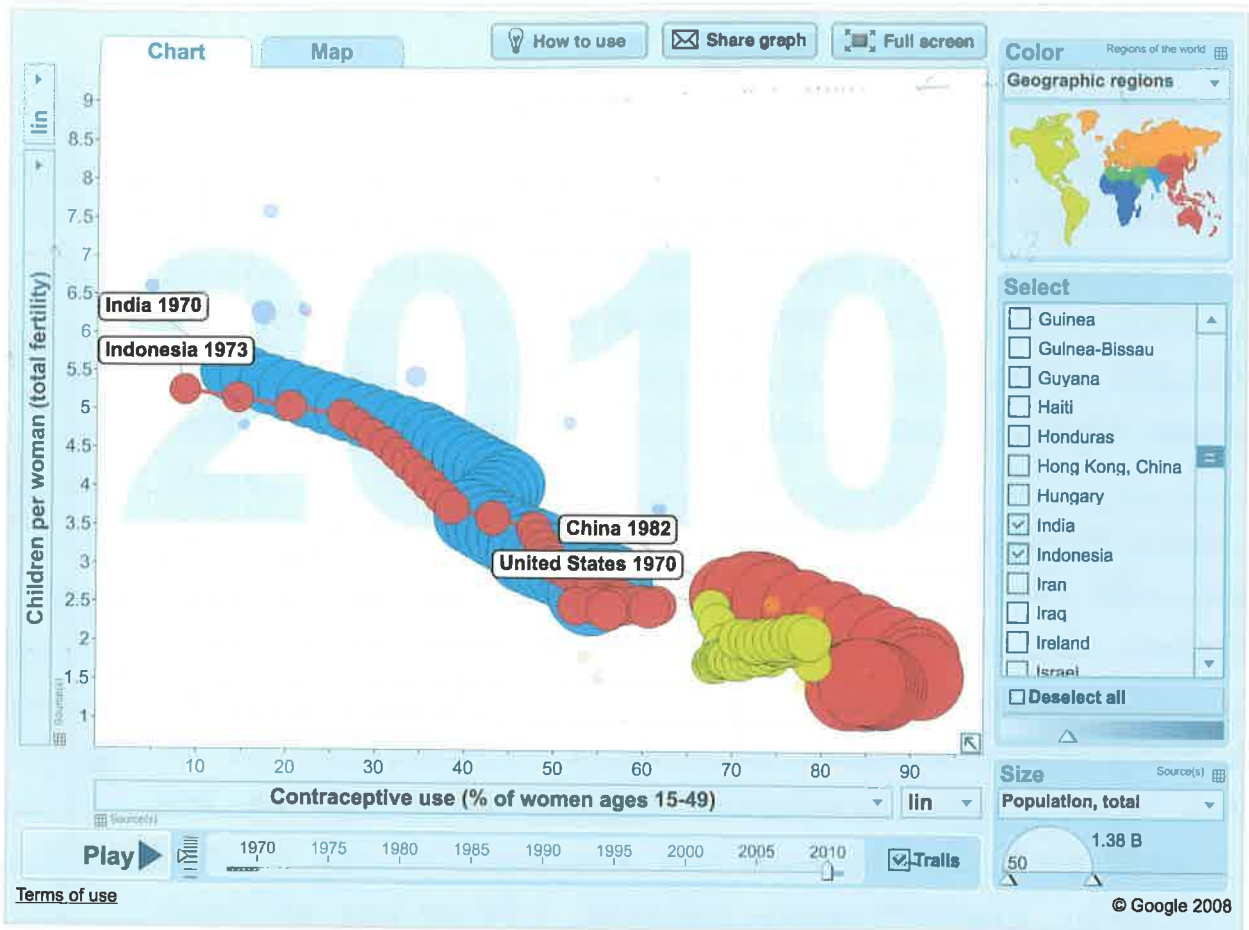 Chart
Map
How to use
Share graph
Full screen
Color
Regions of the world
Geographic regions
lin
Children per woman (total fertility)
Source(s)
9
8.5
8
7.5
7
6.5
6
5.5
5
4.5
4
3.5
3
2.5
2
1.5
1
2010
India 1970
Indonesia 1973
China 1982
United States 1970
10 20 30 40 50 60 70 80 90
Contraceptive use (% of women ages 15-49)
lin
Source(s)
Select
Guinea
Guinea-Bissau
Guyana
Haiti
Honduras
Hong Kong, China
Hungary
India
Indonesia
Iran
Iraq
Ireland
Israel
Deselect all
Size
Source(s)
Population, total
1.38 B
50
Play
1970 1975 1980 1985 1990 1995 2000 2005 2010
Trails
Terms of use
© Google 2008